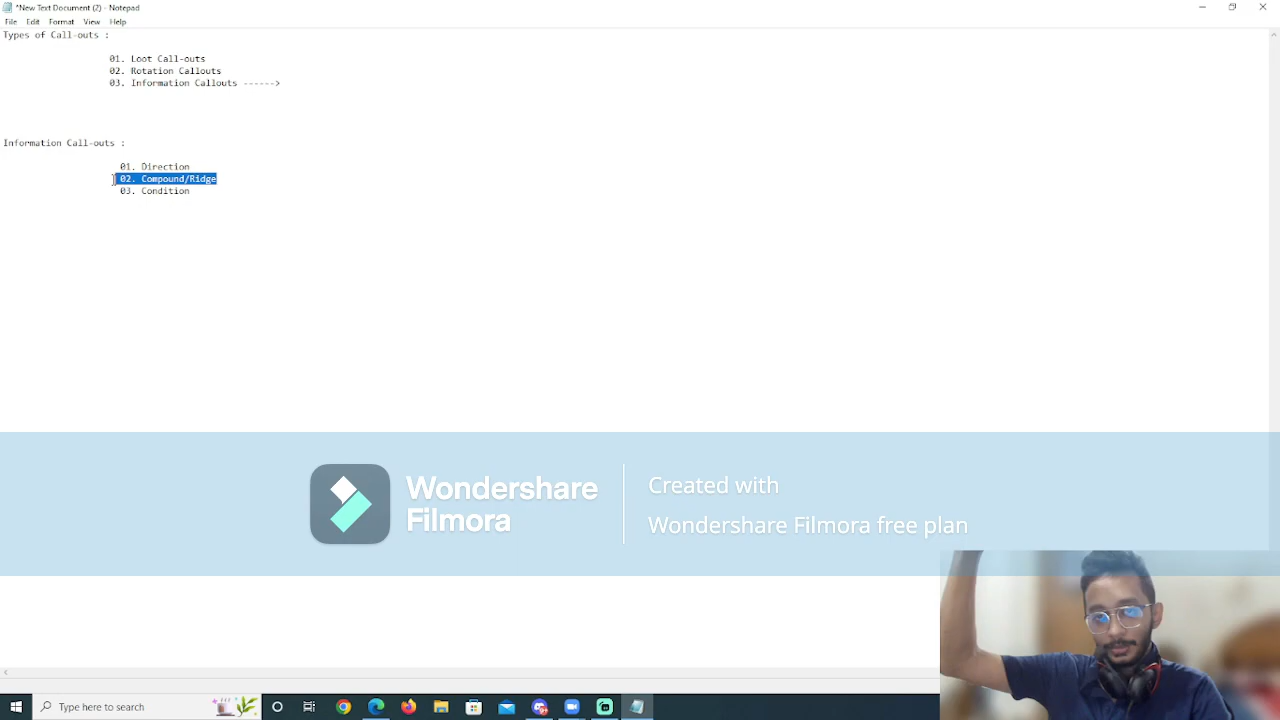 *New Text Document (2) - Notepad
File Edit Format View Help
Types of Call-outs :
01. Loot Call-outs
02. Rotation Callouts
03. Information Callouts ------>
Information Call-outs :
01. Direction
02. Compound/Ridge
03. Condition
Wondershare
Filmora
Created with
Wondershare Filmora free plan
Type here to search